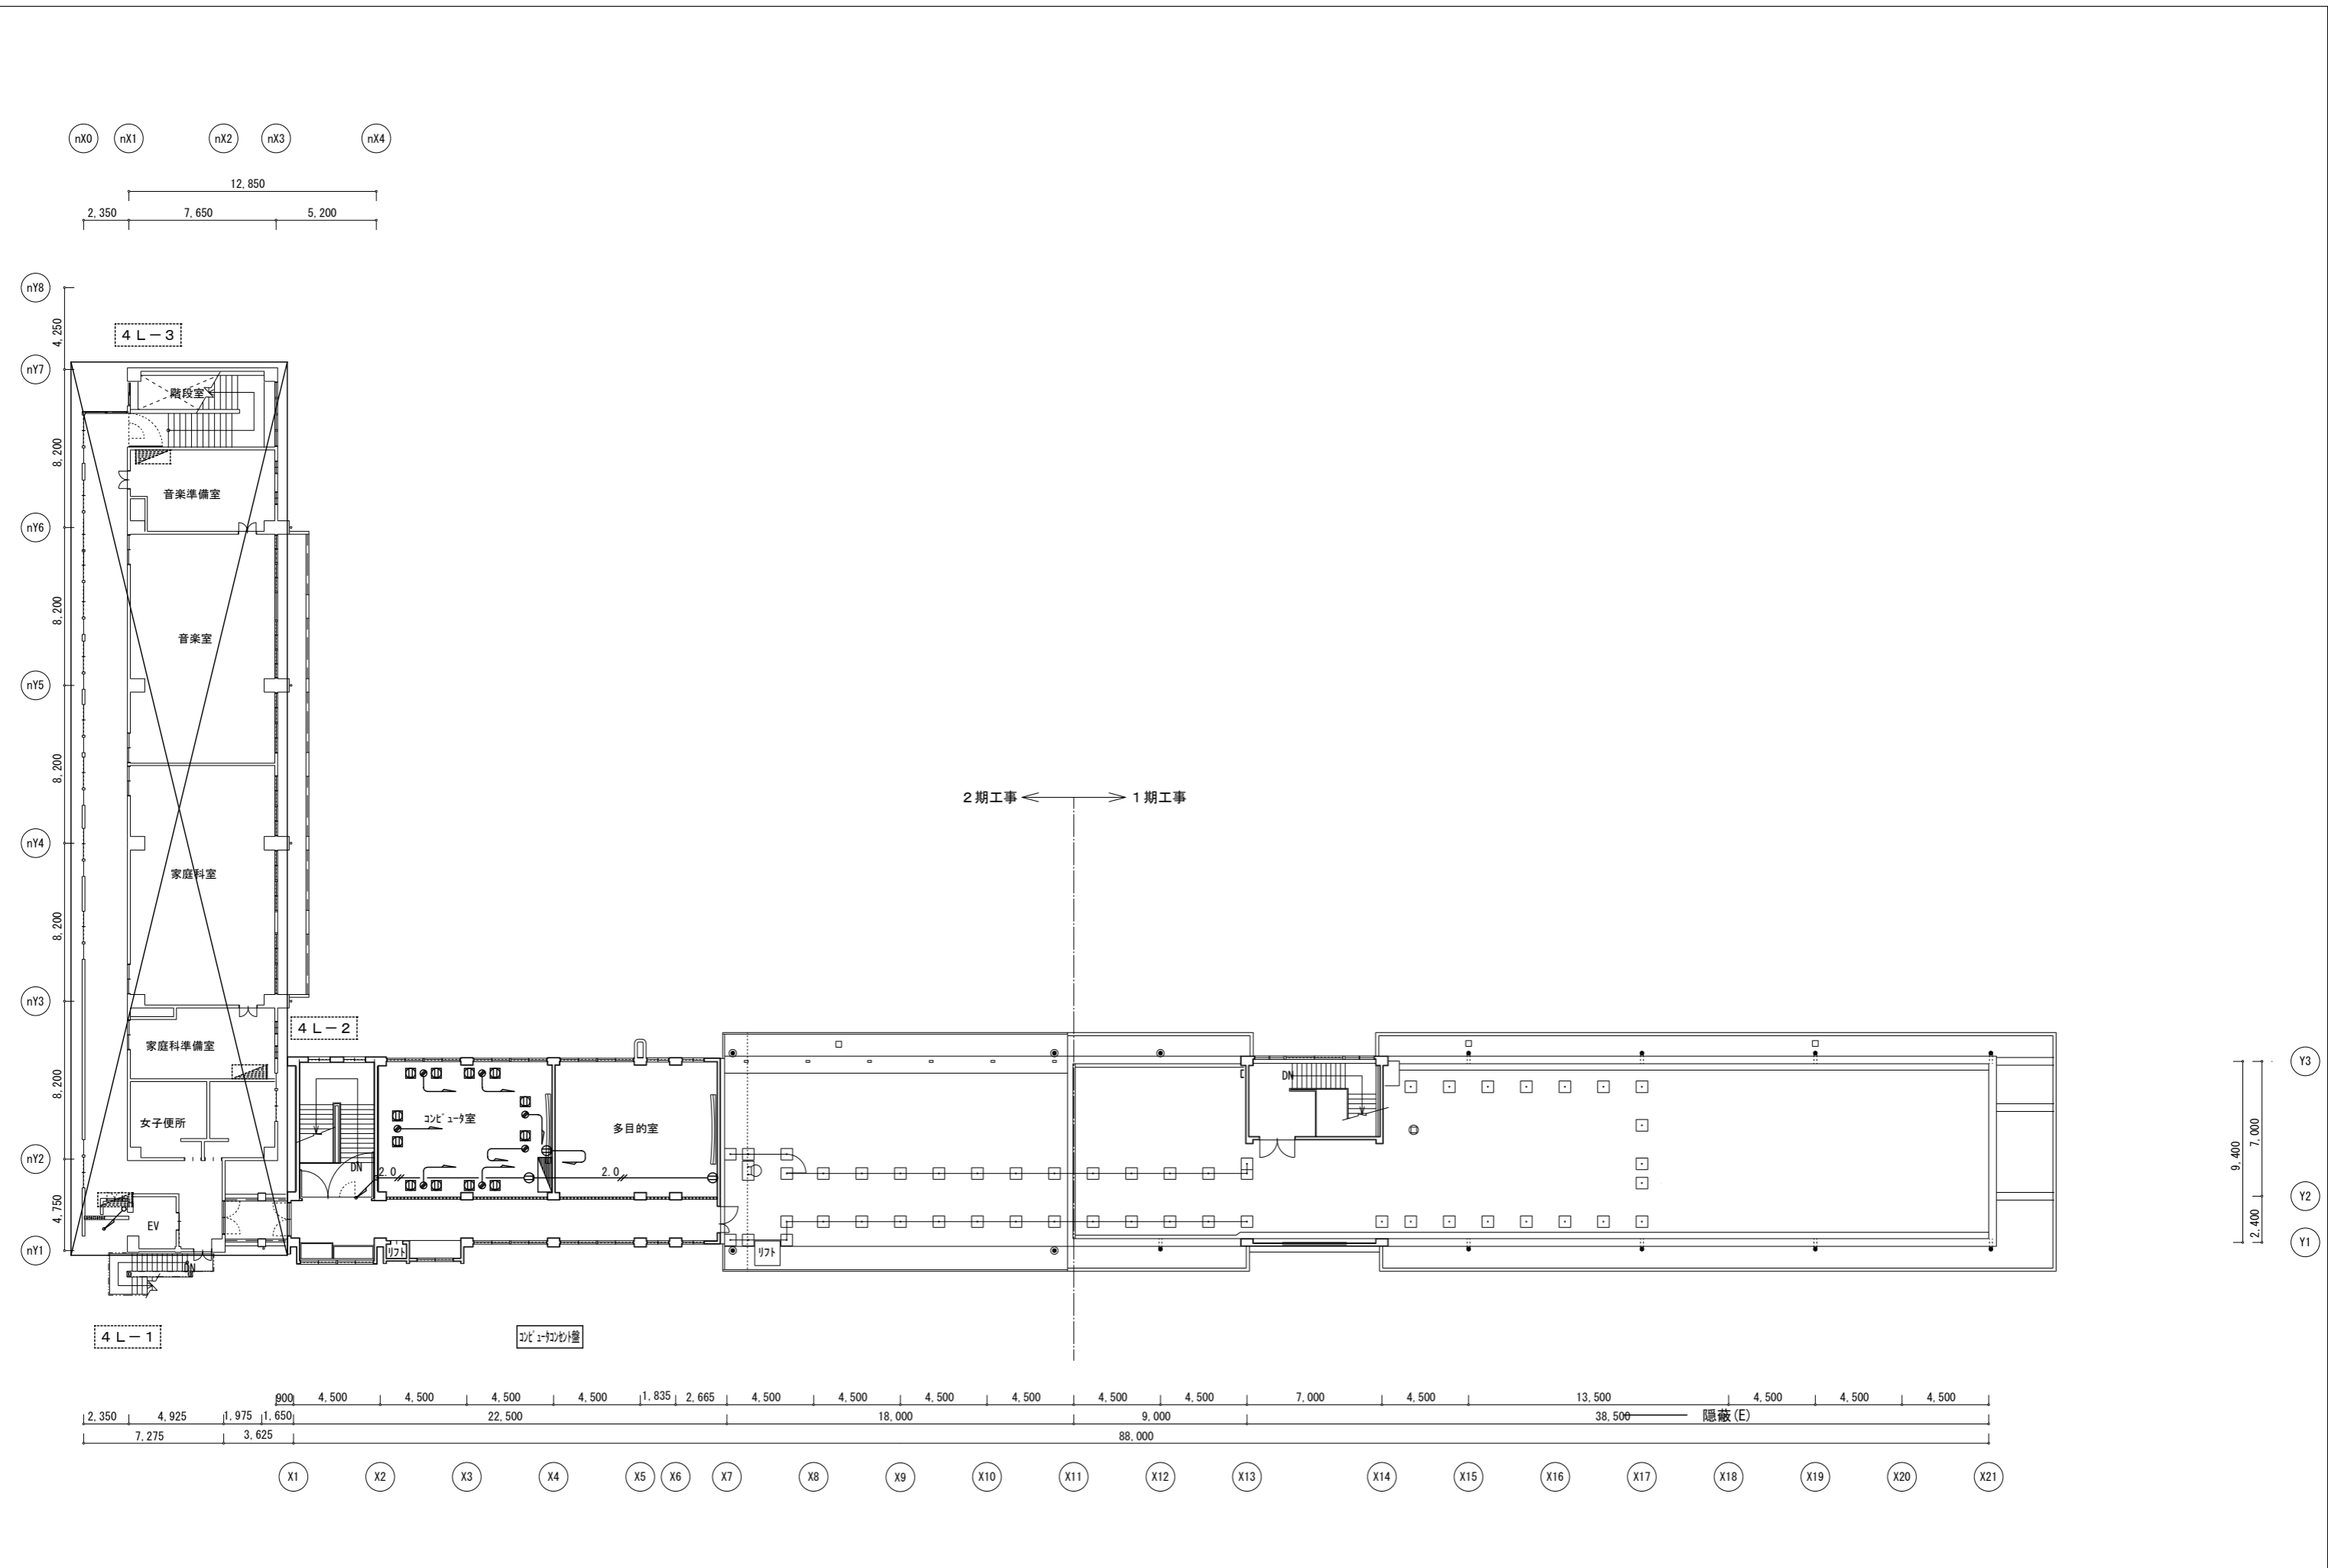 nX0 nX1 nX2 nX3 nX4
12,850
2,350 7,650 5,200
nY8
4,250
4L-3
nY7
階段室
8,200
音楽準備室
nY6
8,200
音楽室
nY5
8,200
2期工事 1期工事
nY4
家庭科室
8,200
nY3
4L-2
家庭科準備室
8,200
女子便所
コンピュータ室
多目的室
DN
DN
2.0
2.0
nY2
4,750
EV
nY1
DN
リフト
リフト
Y3
7,000
9,400
Y2
2,400
Y1
4L-1
コンピュータコンセント盤
900 4,500 4,500 4,500 4,500 1,835 2,665 4,500 4,500 4,500 4,500 4,500 4,500 7,000 4,500 13,500 4,500 4,500 4,500
2,350 4,925 1,975 1,650 22,500 18,000 9,000 38,500 隠蔽(E)
7,275 3,625 88,000
X1 X2 X3 X4 X5 X6 X7 X8 X9 X10 X11 X12 X13 X14 X15 X16 X17 X18 X19 X20 X21